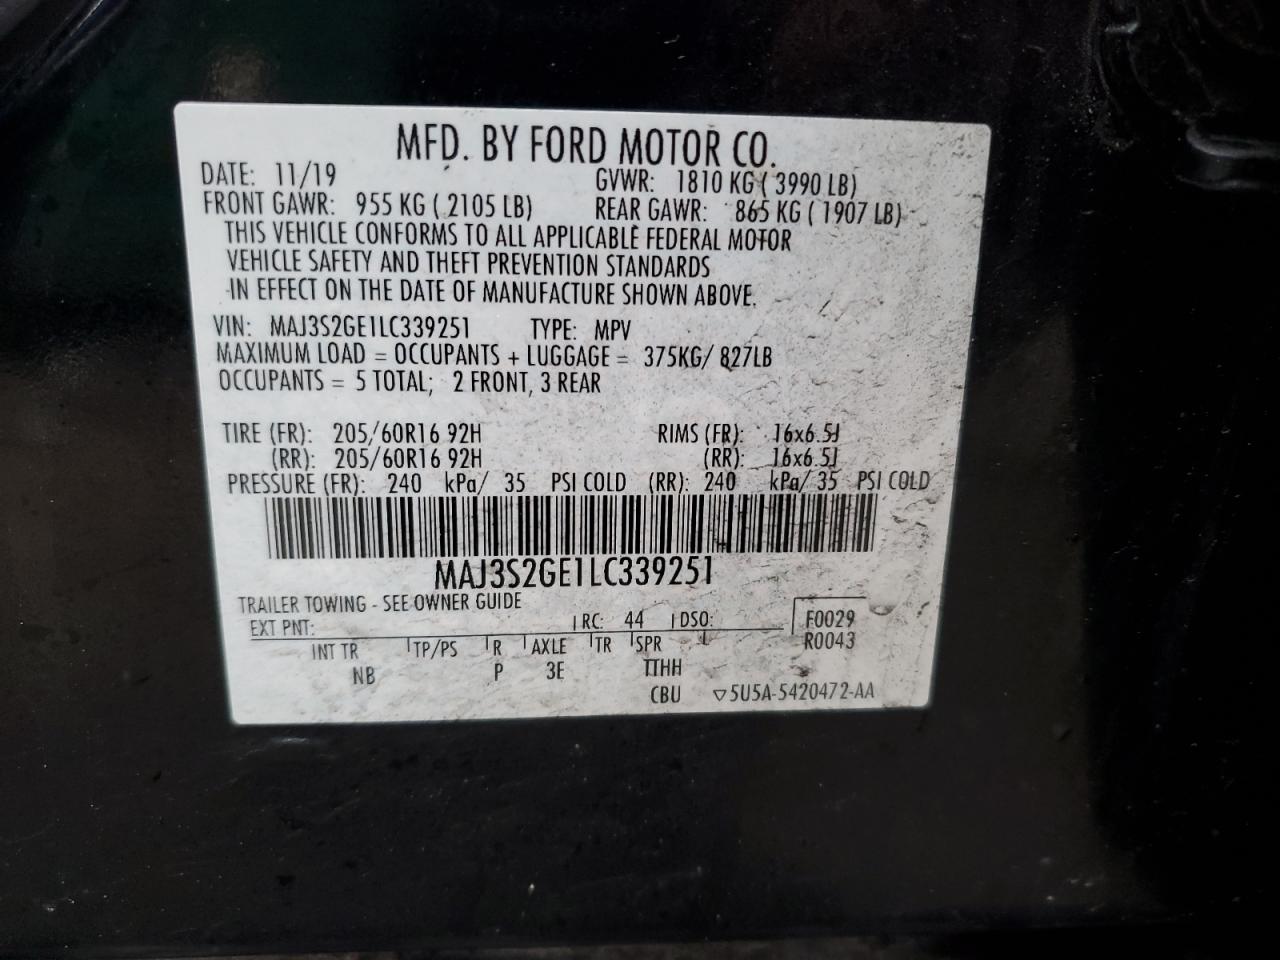 MFD. BY FORD MOTOR CO.
DATE: 11/19 GVWR: 1810 KG ( 3990 LB)
FRONT GAWR: 955 KG ( 2105 LB) REAR GAWR: 865 KG ( 1907 LB)
THIS VEHICLE CONFORMS TO ALL APPLICABLE FEDERAL MOTOR
VEHICLE SAFETY AND THEFT PREVENTION STANDARDS
IN EFFECT ON THE DATE OF MANUFACTURE SHOWN ABOVE.
VIN: MAJ3S2GE1LC339251 TYPE: MPV
MAXIMUM LOAD = OCCUPANTS + LUGGAGE = 375KG/ 827LB
OCCUPANTS = 5 TOTAL; 2 FRONT, 3 REAR
TIRE (FR): 205/60R16 92H RIMS (FR): 16x6.5J
(RR): 205/60R16 92H (RR): 16x6.5J
PRESSURE (FR): 240 kPa/ 35 PSI COLD (RR): 240 kPa/ 35 PSI COLD
MAJ3S2GE1LC339251
TRAILER TOWING - SEE OWNER GUIDE
EXT PNT: RC: 44 DSO: F0029
INT TR TP/PS R AXLE TR SPR R0043
NB P 3E TTHH
CBU ▽5U5A-5420472-AA